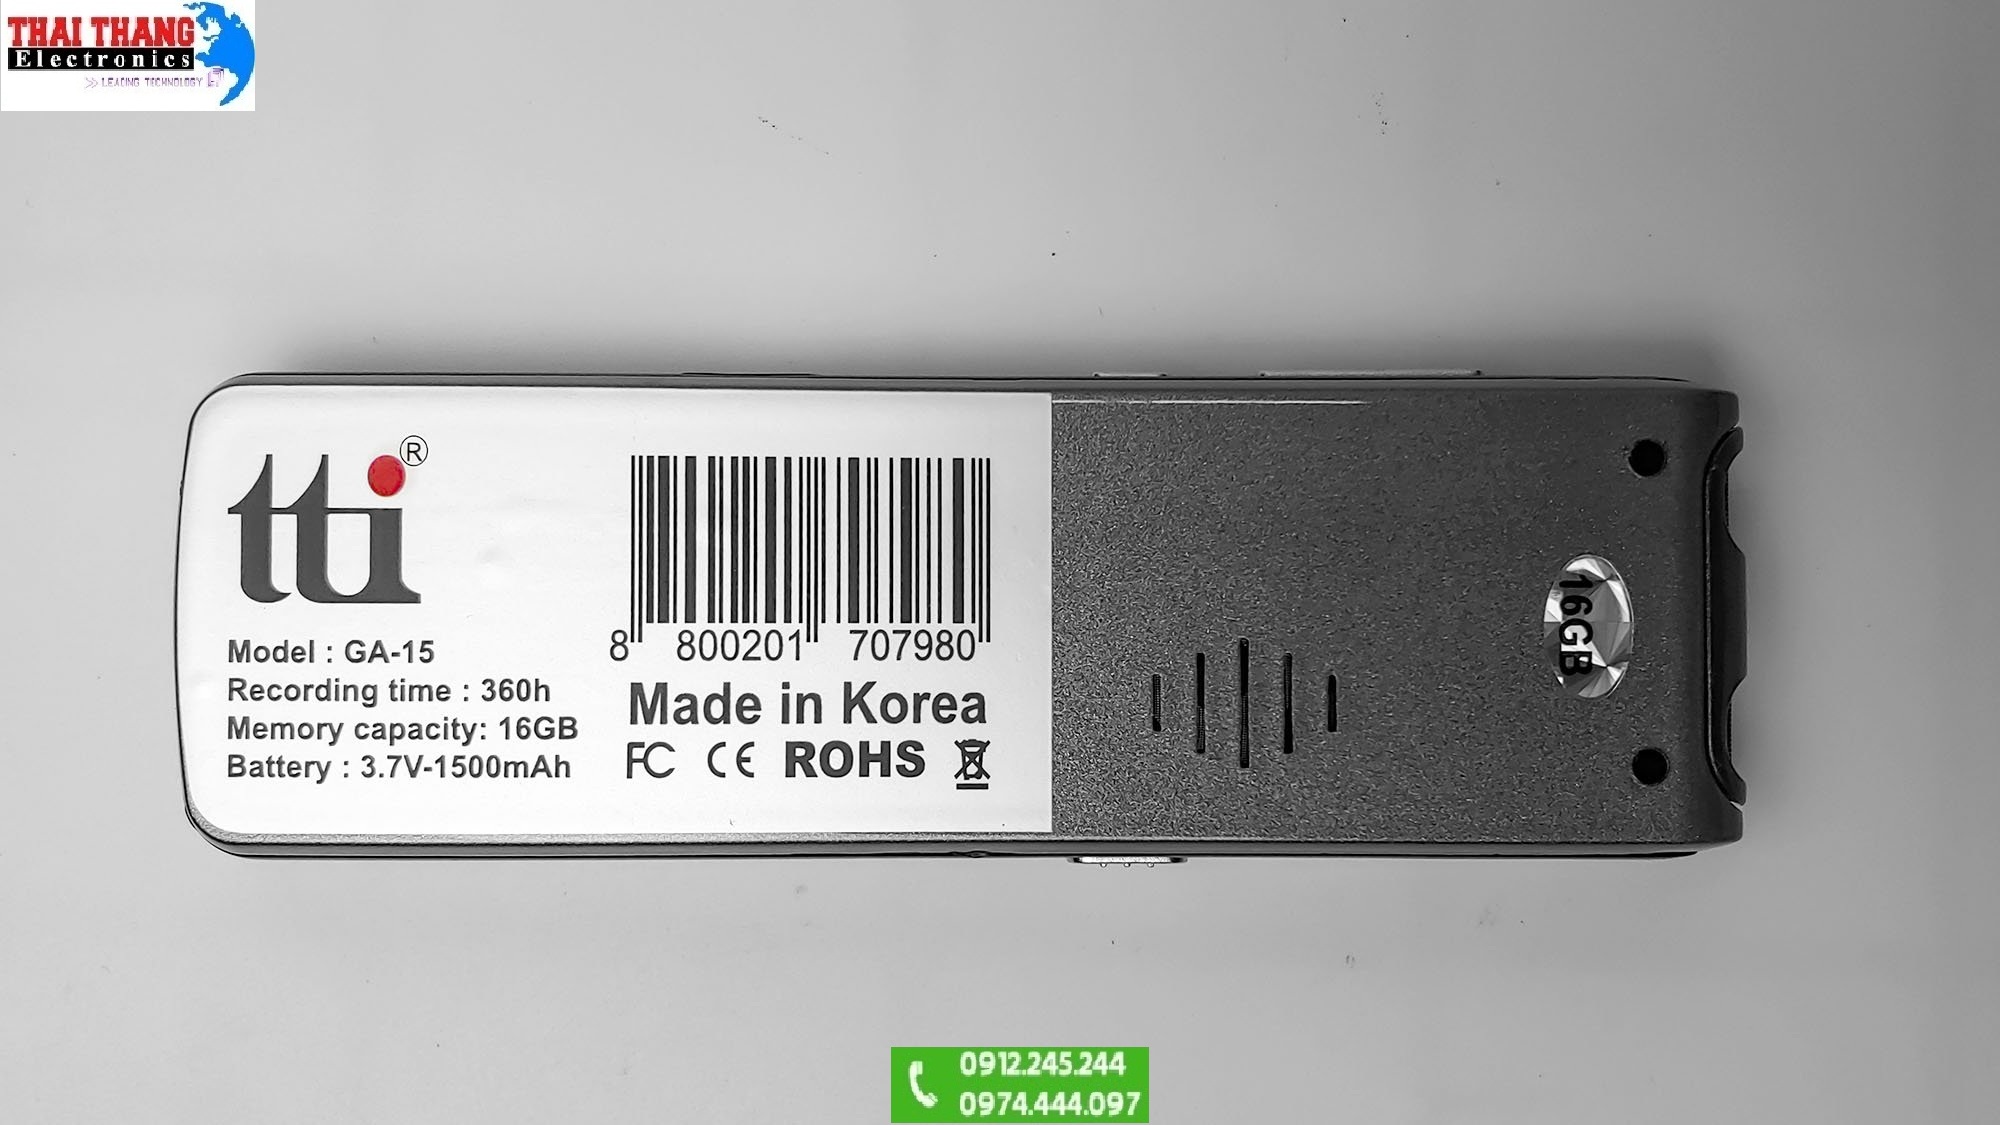 THAI THANG
Electronics
LEADING TECHNOLOGY
tti®
Model : GA-15
Recording time : 360h
Memory capacity: 16GB
Battery : 3.7V-1500mAh
8 800201 707980
Made in Korea
FC CE ROHS
16GB
0912.245.244
0974.444.097